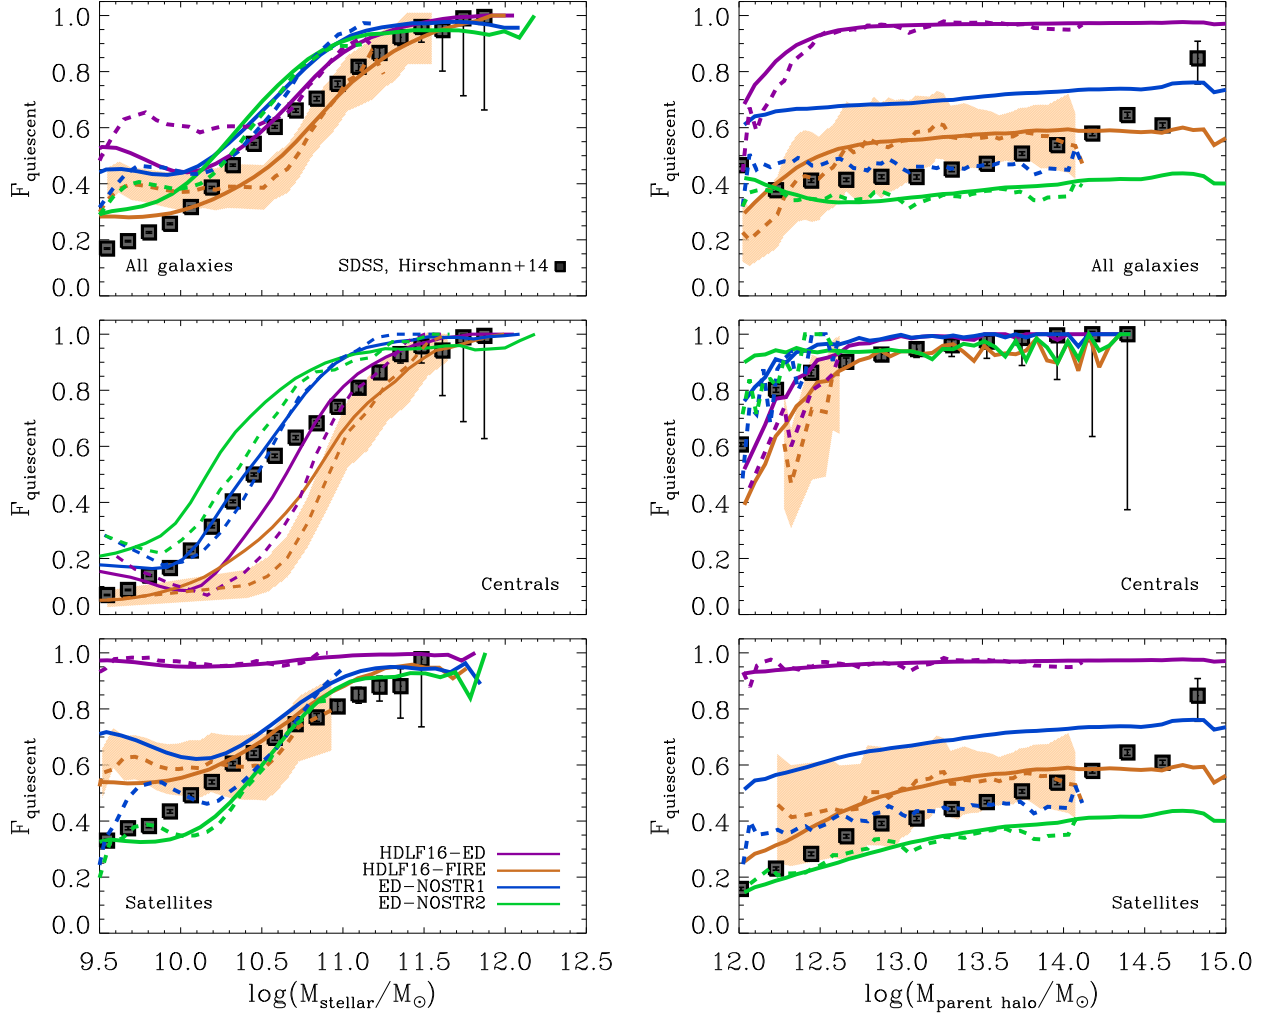 1.0
0.8
0.6
0.4
0.2
0.0
F_quiescent
All galaxies
SDSS, Hirschmann+14
1.0
0.8
0.6
0.4
0.2
0.0
F_quiescent
All galaxies
1.0
0.8
0.6
0.4
0.2
0.0
F_quiescent
Centrals
1.0
0.8
0.6
0.4
0.2
0.0
F_quiescent
Centrals
1.0
0.8
0.6
0.4
0.2
0.0
F_quiescent
HDLF16-ED
HDLF16-FIRE
ED-NOSTR1
ED-NOSTR2
Satellites
9.5 10.0 10.5 11.0 11.5 12.0 12.5
log(M_stellar/M_⊙)
1.0
0.8
0.6
0.4
0.2
0.0
F_quiescent
Satellites
12.0 12.5 13.0 13.5 14.0 14.5 15.0
log(M_parent halo/M_⊙)